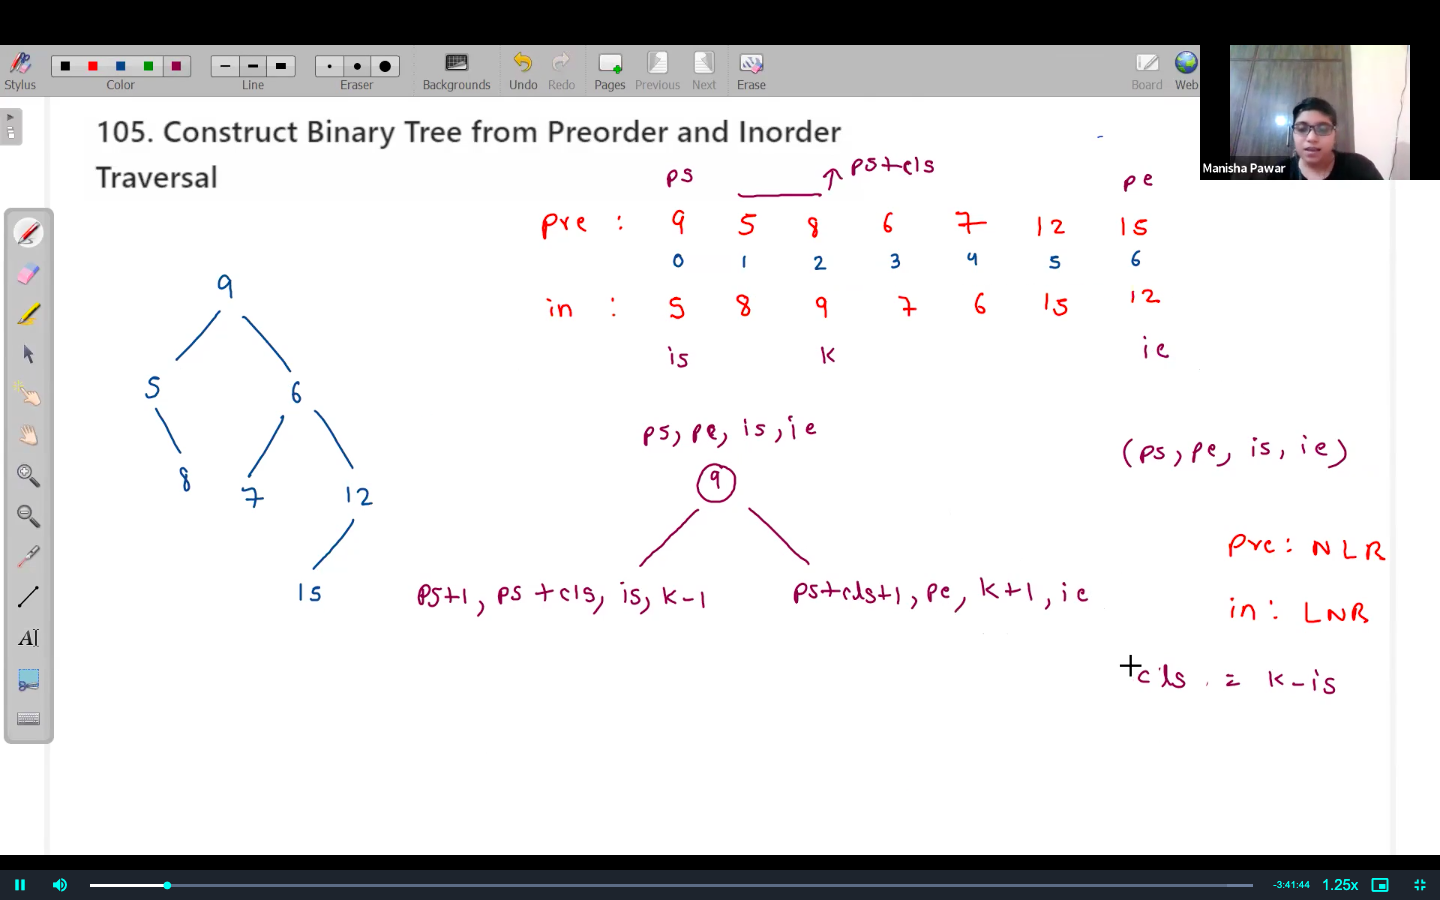 Stylus Color Line Eraser Backgrounds Undo Redo Pages Previous Next Erase Board Web
Manisha Pawar
105. Construct Binary Tree from Preorder and Inorder
Traversal
ps ps+cls pe
pre : 9 5 8 6 7 12 15
0 1 2 3 4 5 6
in : 5 8 9 7 6 15 12
is k ie
9
5 6
8 7 12
15
ps, pe, is, ie
9
ps+1, ps+cls, is, k-1
ps+cls+1, pe, k+1, ie
(ps, pe, is, ie)
pre: NLR
in: LNR
cls = k-is
AI
-3:41:44 1.25x